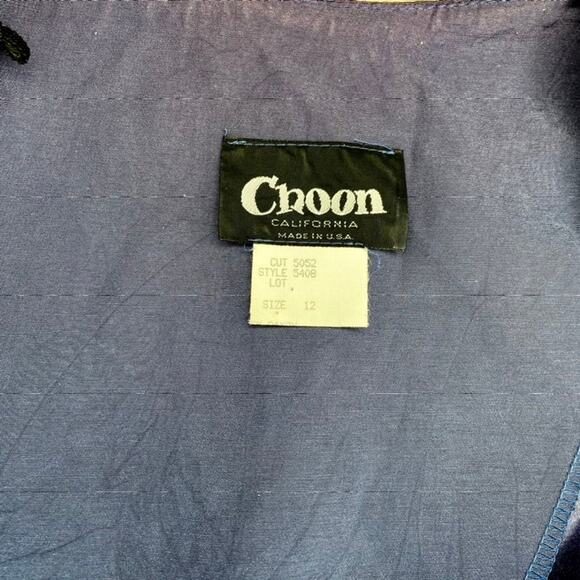 Choon
CALIFORNIA
MADE IN U.S.A.
CUT 5052
STYLE 5408
LOT
SIZE 12